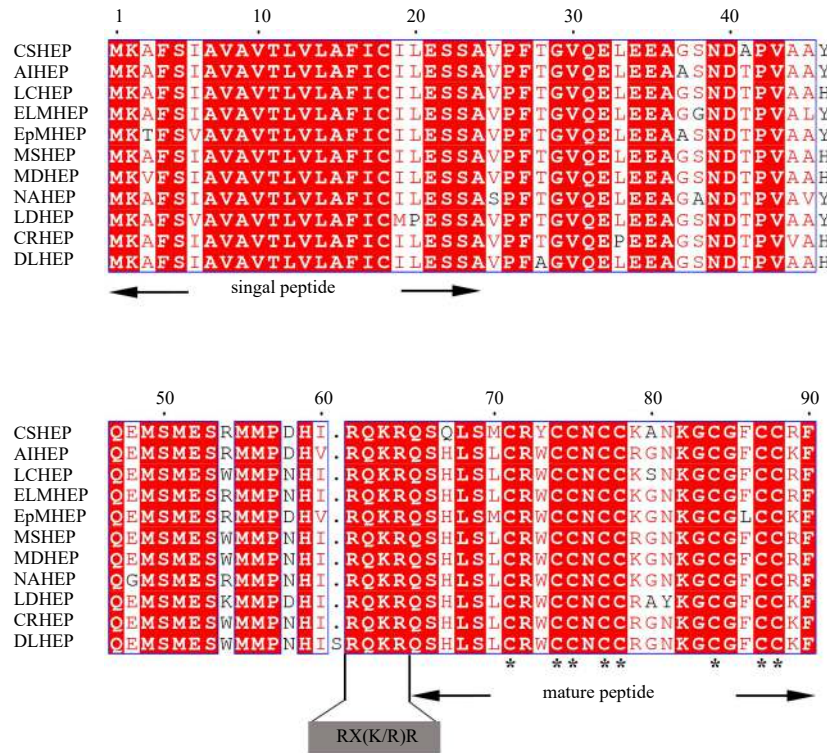 1 10 20 30 40
CSHEP MKAFSIAVAVTLVLAFICILESSAVPFTGVQELEEAGSNDAPVAAY
AIHEP MKAFSIAVAVTLVLAFICILESSAVPFTGVQELEEAASNDTPVAAY
LCHEP MKAFSIAVAVTLVLAFICILESSAVPFTGVQELEEAGSNDTPVAAH
ELMHEP MKAFSIAVAVTLVLAFICILESSAVPFTGVQELEEAGGNDTPVALY
EpMHEP MKTFSVAVAVTLVLAFICILESSAVPFTGVQELEEAASNDTPVAAY
MSHEP MKAFSIAVAVTLVLAFICILESSAVPFTGVQELEEAGSNDTPVAAH
MDHEP MKVFSIAVAVTLVLAFICILESSAVPFTGVQELEEAGSNDTPVAAH
NAHEP MKAFSIAVAVTLVLAFICILESSASPFTGVQELEEAGANDTPVAVY
LDHEP MKAFSVAVAVTLVLAFICMPESSAVPFTGVQELEEAGSNDTPVAAY
CRHEP MKAFSIAVAVTLVLAFICILESSAVPFTGVQEPEEAGSNDTPVVAH
DLHEP MKAFSIAVAVTLVLAFICILESSAVPFAGVQELEEAGSNDTPVAAH
singal peptide
50 60 70 80 90
CSHEP QEMSMESRMMPDHI.RQKRQSQLSMCRYCCNCCKANKGCGFCCRF
AIHEP QEMSMESRMMPDHV.RQKRQSHLSLCRWCCNCCRGNKGCGFCCKF
LCHEP QEMSMESWMMPNHI.RQKRQSHLSLCRWCCNCCKSNKGCGFCCRF
ELMHEP QEMSMESRMMPNHI.RQKRQSHLSLCRWCCNCCKGNKGCGFCCRF
EpMHEP QEMSMESRMMPDHV.RQKRQSHLSMCRWCCNCCKGNKGCGLCCKF
MSHEP QEMSMESWMMPNHI.RQKRQSHLSLCRWCCNCCKGNKGCGFCCRF
MDHEP QEMSMESWMMPNHI.RQKRQSHLSLCRWCCNCCKGNKGCGFCCRF
NAHEP QGMSMESRMMPNHI.RQKRQSHLSLCRWCCNCCKGNKGCGFCCKF
LDHEP QEMSMESKMMPDHI.RQKRQSHLSLCRWCCNCCRAYKGCGFCCKF
CRHEP QEMSMESWMMPNHI.RQKRQSHLSLCRWCCNCCRGNKGCGFCCKF
DLHEP QEMSMESWMMPNHISRQKRQSHLSLCRWCCNCCRGNKGCGFCCKF
* ** ** * **
mature peptide
RX(K/R)R